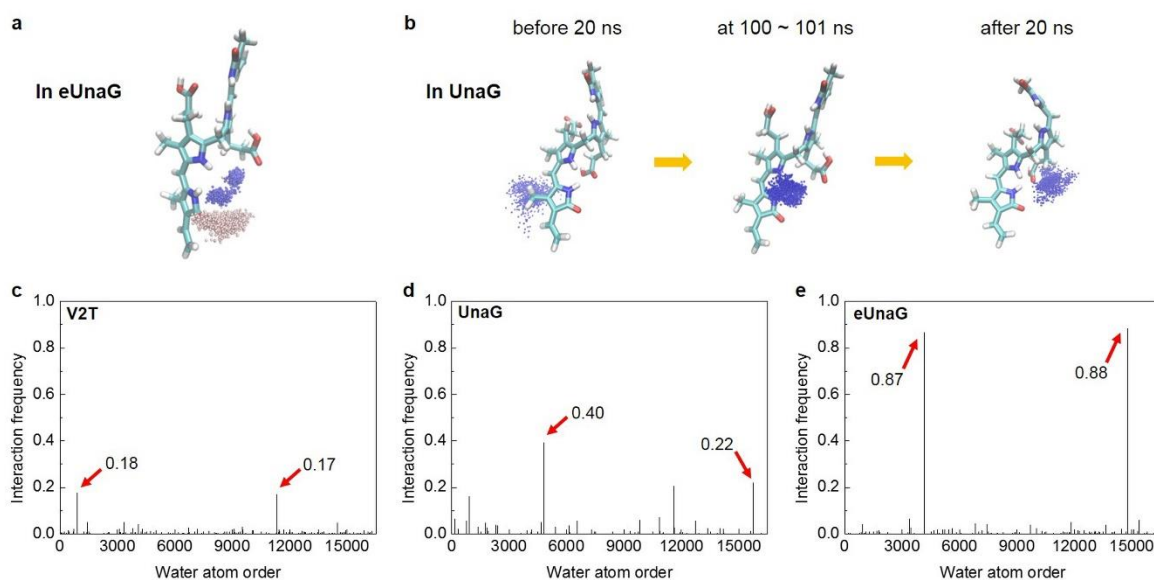 a
In eUnaG
b
before 20 ns
at 100 ~ 101 ns
after 20 ns
In UnaG
c
V2T
Interaction frequency
1.0
0.8
0.6
0.4
0.2
0.0
0.18
0.17
0
3000
6000
9000
12000
15000
Water atom order
d
UnaG
Interaction frequency
1.0
0.8
0.6
0.4
0.2
0.0
0.40
0.22
0
3000
6000
9000
12000
15000
Water atom order
e
eUnaG
Interaction frequency
1.0
0.8
0.6
0.4
0.2
0.0
0.87
0.88
0
3000
6000
9000
12000
15000
Water atom order